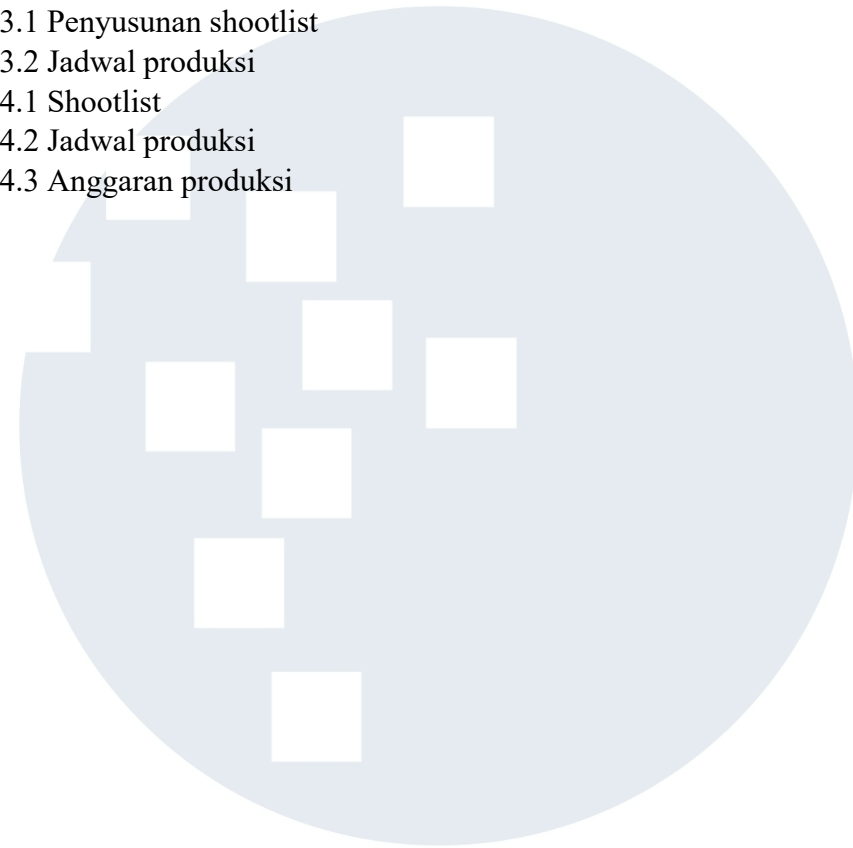 3.1 Penyusunan shootlist
3.2 Jadwal produksi
4.1 Shootlist
4.2 Jadwal produksi
4.3 Anggaran produksi